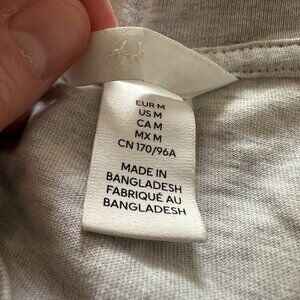 EUR M
US M
CA M
MX M
CN 170/96A
MADE IN
BANGLADESH
FABRIQUÉ AU
BANGLADESH